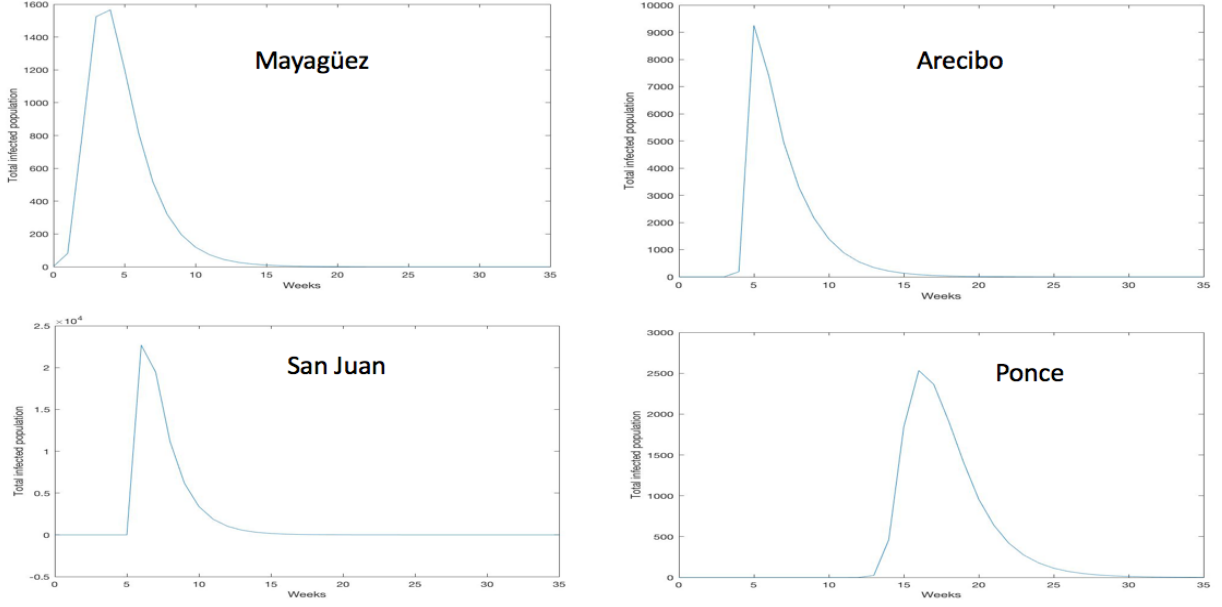 1600
1400
1200
1000
800
600
400
200
0
Total infected population
Mayagüez
0 5 10 15 20 25 30 35
Weeks
10000
9000
8000
7000
6000
5000
4000
3000
2000
1000
0
Total infected population
Arecibo
0 5 10 15 20 25 30 35
Weeks
×10⁴
2.5
2
1.5
1
0.5
0
-0.5
Total infected population
San Juan
0 5 10 15 20 25 30 35
Weeks
3000
2500
2000
1500
1000
500
0
Total infected population
Ponce
0 5 10 15 20 25 30 35
Weeks